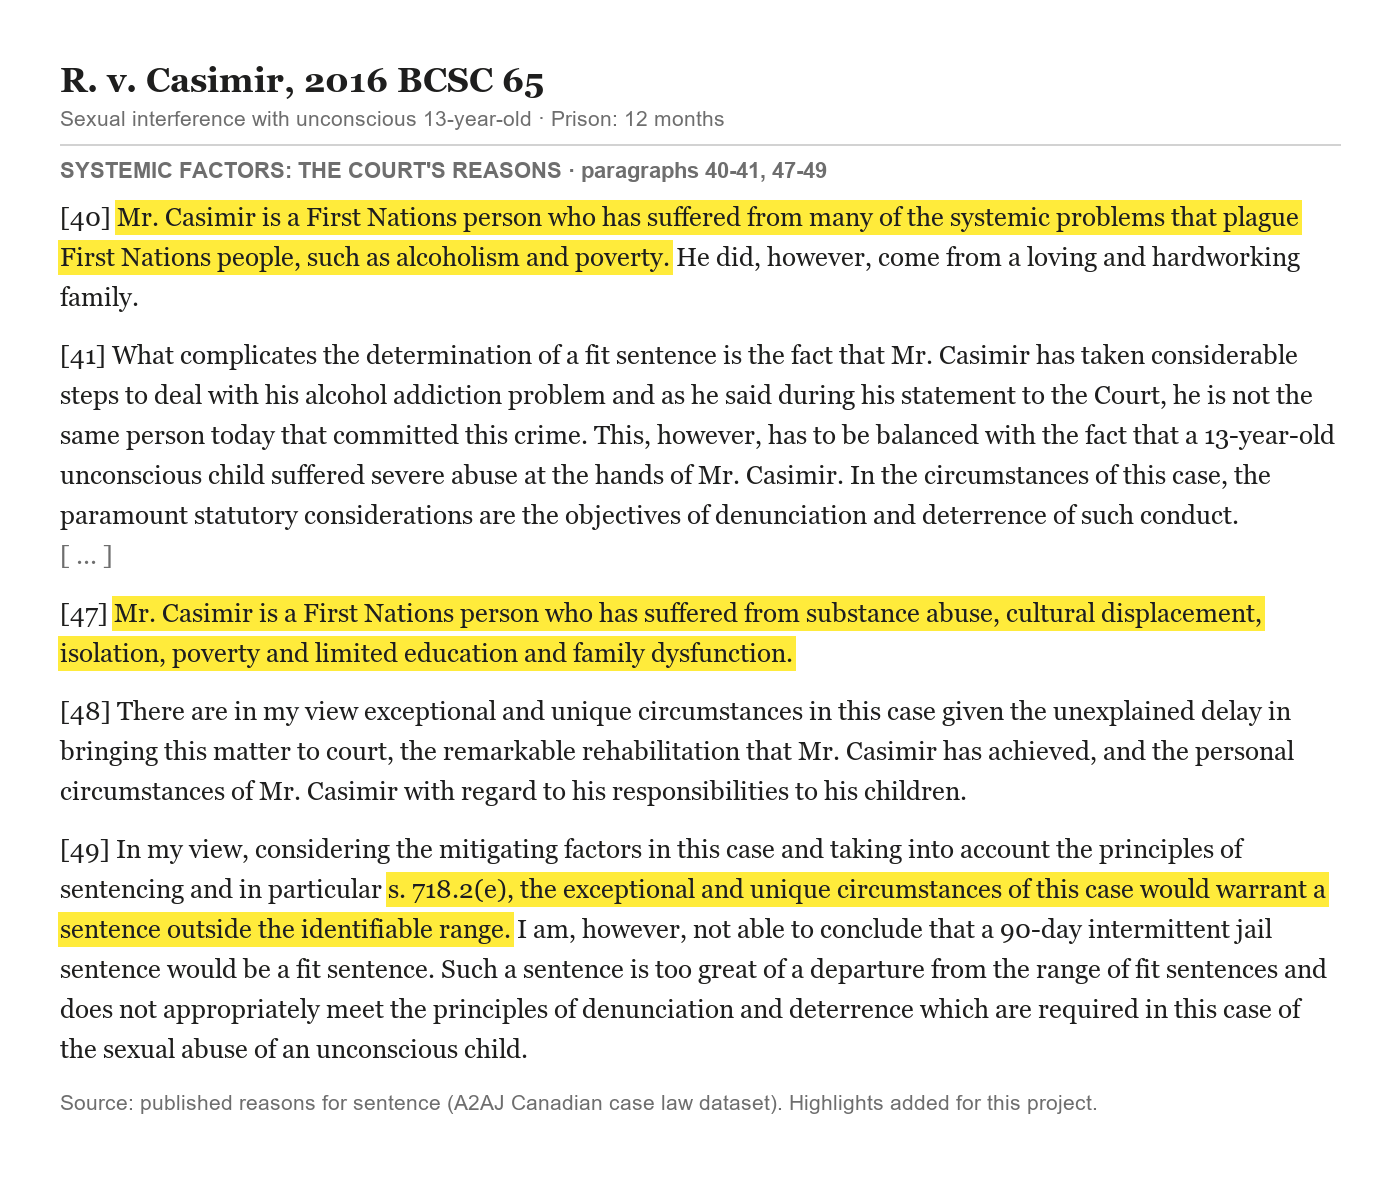 R. v. Casimir, 2016 BCSC 65
Sexual interference with unconscious 13-year-old · Prison: 12 months
SYSTEMIC FACTORS: THE COURT'S REASONS · paragraphs 40-41, 47-49
[40] Mr. Casimir is a First Nations person who has suffered from many of the systemic problems that plague
First Nations people, such as alcoholism and poverty. He did, however, come from a loving and hardworking
family.
[41] What complicates the determination of a fit sentence is the fact that Mr. Casimir has taken considerable
steps to deal with his alcohol addiction problem and as he said during his statement to the Court, he is not the
same person today that committed this crime. This, however, has to be balanced with the fact that a 13-year-old
unconscious child suffered severe abuse at the hands of Mr. Casimir. In the circumstances of this case, the
paramount statutory considerations are the objectives of denunciation and deterrence of such conduct.
[ ... ]
[47] Mr. Casimir is a First Nations person who has suffered from substance abuse, cultural displacement,
isolation, poverty and limited education and family dysfunction.
[48] There are in my view exceptional and unique circumstances in this case given the unexplained delay in
bringing this matter to court, the remarkable rehabilitation that Mr. Casimir has achieved, and the personal
circumstances of Mr. Casimir with regard to his responsibilities to his children.
[49] In my view, considering the mitigating factors in this case and taking into account the principles of
sentencing and in particular s. 718.2(e), the exceptional and unique circumstances of this case would warrant a
sentence outside the identifiable range. I am, however, not able to conclude that a 90-day intermittent jail
sentence would be a fit sentence. Such a sentence is too great of a departure from the range of fit sentences and
does not appropriately meet the principles of denunciation and deterrence which are required in this case of
the sexual abuse of an unconscious child.
Source: published reasons for sentence (A2AJ Canadian case law dataset). Highlights added for this project.